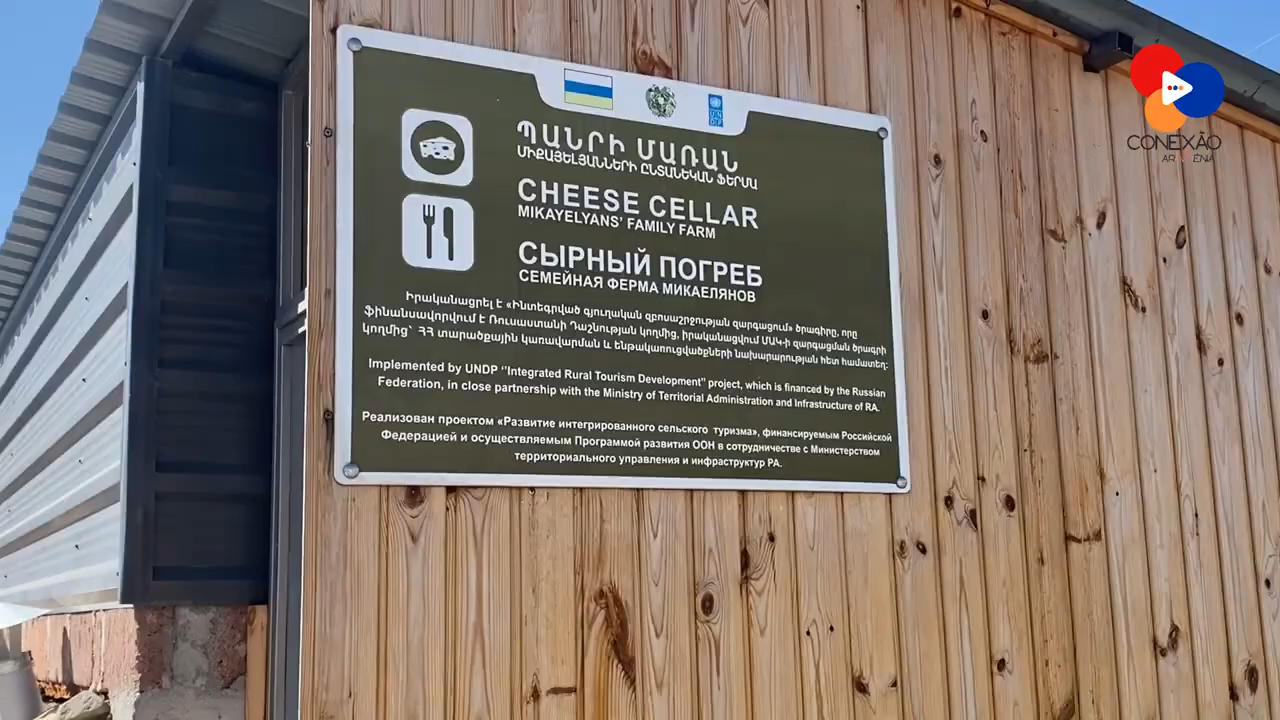 CONEXÃO
ARMÊNIA
UN
DP
ՊԱՆՐԻ ՄԱՌԱՆ
ՄԻՔԱՅԵԼՅԱՆՆԵՐԻ ԸՆՏԱՆԵԿԱՆ ՖԵՐՄԱ
CHEESE CELLAR
MIKAYELYANS' FAMILY FARM
СЫРНЫЙ ПОГРЕБ
СЕМЕЙНАЯ ФЕРМА МИКАЕЛЯНОВ
Իրականացրել է «Ինտեգրված գյուղական զբոսաշրջության զարգացում» ծրագիրը, որը
ֆինանսավորվում է Ռուսաստանի Դաշնության կողմից, իրականացվում ՄԱԿ-ի զարգացման ծրագրի
կողմից՝ ՀՀ տարածքային կառավարման և ենթակառուցվածքների նախարարության հետ համատեղ:
Implemented by UNDP "Integrated Rural Tourism Development" project, which is financed by the Russian
Federation, in close partnership with the Ministry of Territorial Administration and Infrastructure of RA.
Реализован проектом «Развитие интегрированного сельского туризма», финансируемым Российской
Федерацией и осуществляемым Программой развития ООН в сотрудничестве с Министерством
территориального управления и инфраструктур РА.